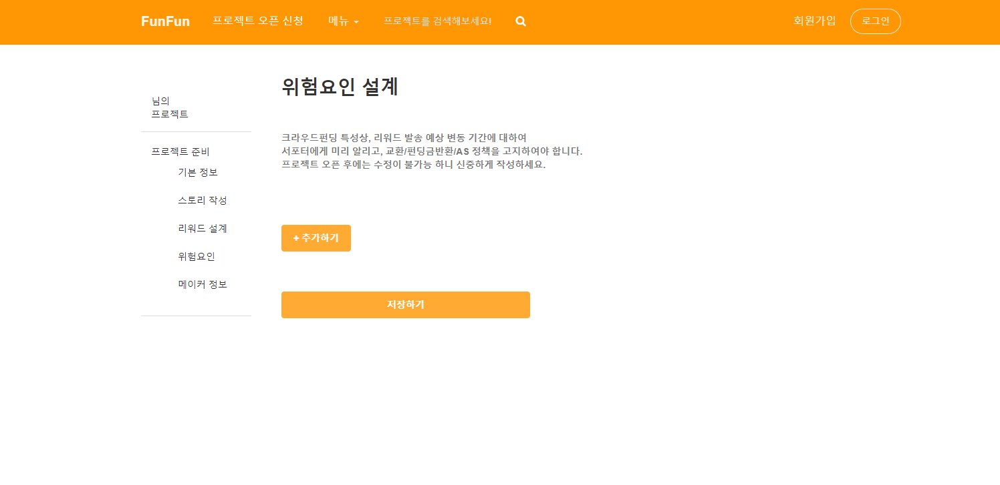 FunFun 프로젝트 오픈 신청 메뉴 프로젝트를 검색해보세요! 회원가입 로그인
위험요인 설계
님의
프로젝트
프로젝트 준비
기본 정보
스토리 작성
리워드 설계
위험요인
메이커 정보
크라우드펀딩 특성상, 리워드 발송 예상 변동 기간에 대하여
서포터에게 미리 알리고, 교환/펀딩금반환/AS 정책을 고지하여야 합니다.
프로젝트 오픈 후에는 수정이 불가능 하니 신중하게 작성하세요.
+ 추가하기
저장하기